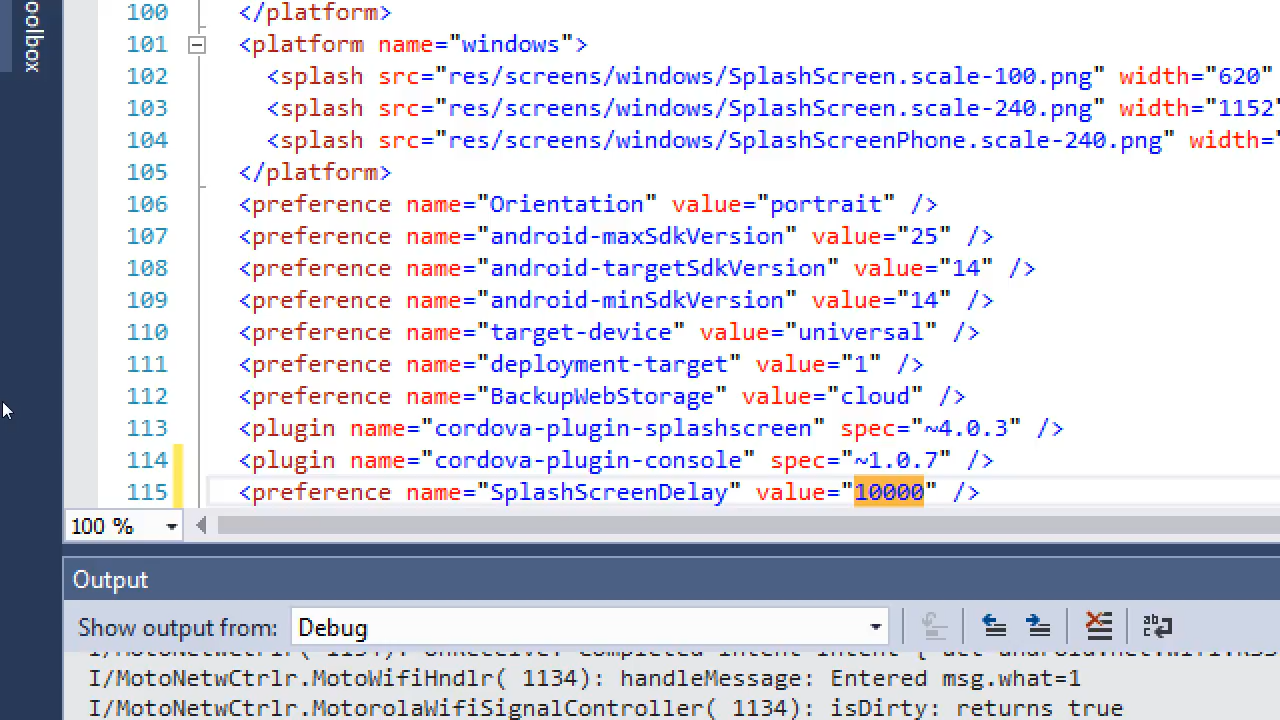 oolbox
100 </platform>
101 <platform name="windows">
102 <splash src="res/screens/windows/SplashScreen.scale-100.png" width="620"
103 <splash src="res/screens/windows/SplashScreen.scale-240.png" width="1152"
104 <splash src="res/screens/windows/SplashScreenPhone.scale-240.png" width="
105 </platform>
106 <preference name="Orientation" value="portrait" />
107 <preference name="android-maxSdkVersion" value="25" />
108 <preference name="android-targetSdkVersion" value="14" />
109 <preference name="android-minSdkVersion" value="14" />
110 <preference name="target-device" value="universal" />
111 <preference name="deployment-target" value="1" />
112 <preference name="BackupWebStorage" value="cloud" />
113 <plugin name="cordova-plugin-splashscreen" spec="~4.0.3" />
114 <plugin name="cordova-plugin-console" spec="~1.0.7" />
115 <preference name="SplashScreenDelay" value="10000" />
100 %
Output
Show output from: Debug
I/MotoNetwCtrlr.MotoWifiHndlr( 1134): handleMessage: Entered msg.what=1
I/MotoNetwCtrlr.MotorolaWifiSignalController( 1134): isDirty: returns true